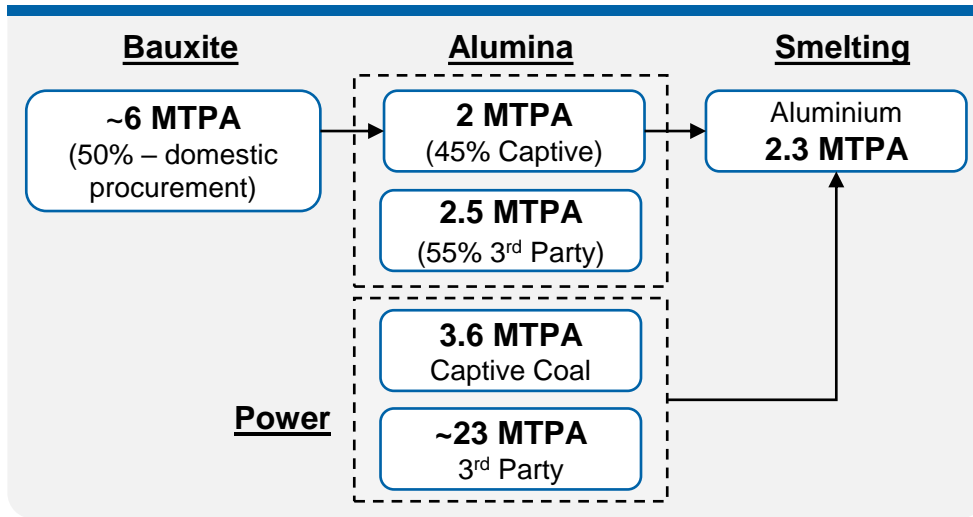 Bauxite
Alumina
Smelting
~6 MTPA
(50% – domestic
procurement)
2 MTPA
(45% Captive)
Aluminium
2.3 MTPA
2.5 MTPA
(55% 3rd Party)
3.6 MTPA
Captive Coal
Power
~23 MTPA
3rd Party